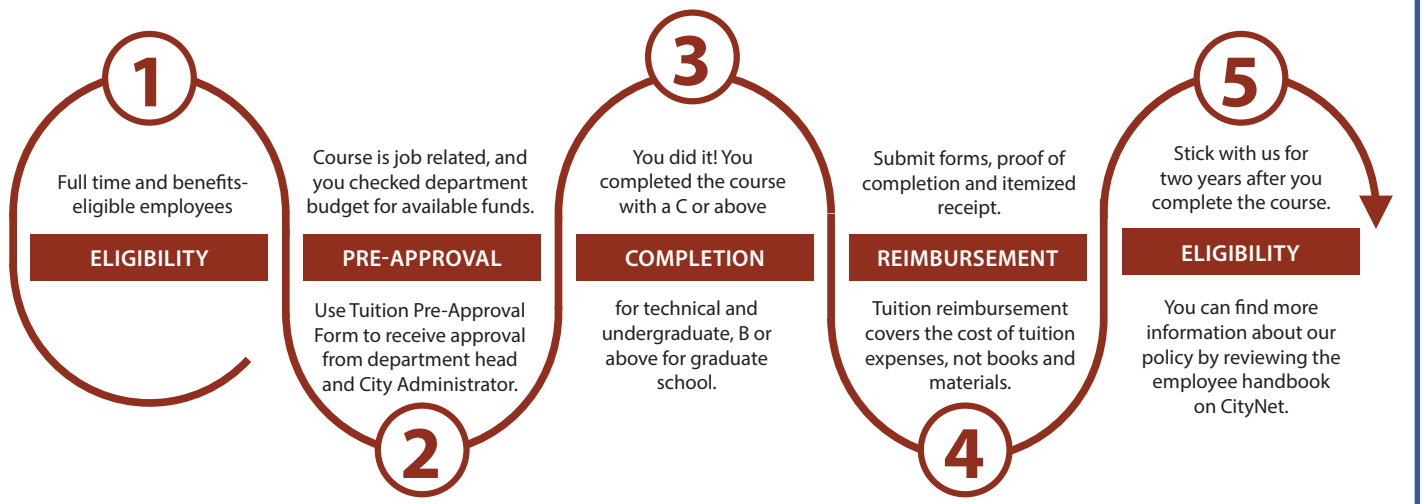 1
Full time and benefits-
eligible employees
ELIGIBILITY
Course is job related, and
you checked department
budget for available funds.
PRE-APPROVAL
Use Tuition Pre-Approval
Form to receive approval
from department head
and City Administrator.
2
3
You did it! You
completed the course
with a C or above
COMPLETION
for technical and
undergraduate, B or
above for graduate
school.
Submit forms, proof of
completion and itemized
receipt.
REIMBURSEMENT
Tuition reimbursement
covers the cost of tuition
expenses, not books and
materials.
4
5
Stick with us for
two years after you
complete the course.
ELIGIBILITY
You can find more
information about our
policy by reviewing the
employee handbook
on CityNet.